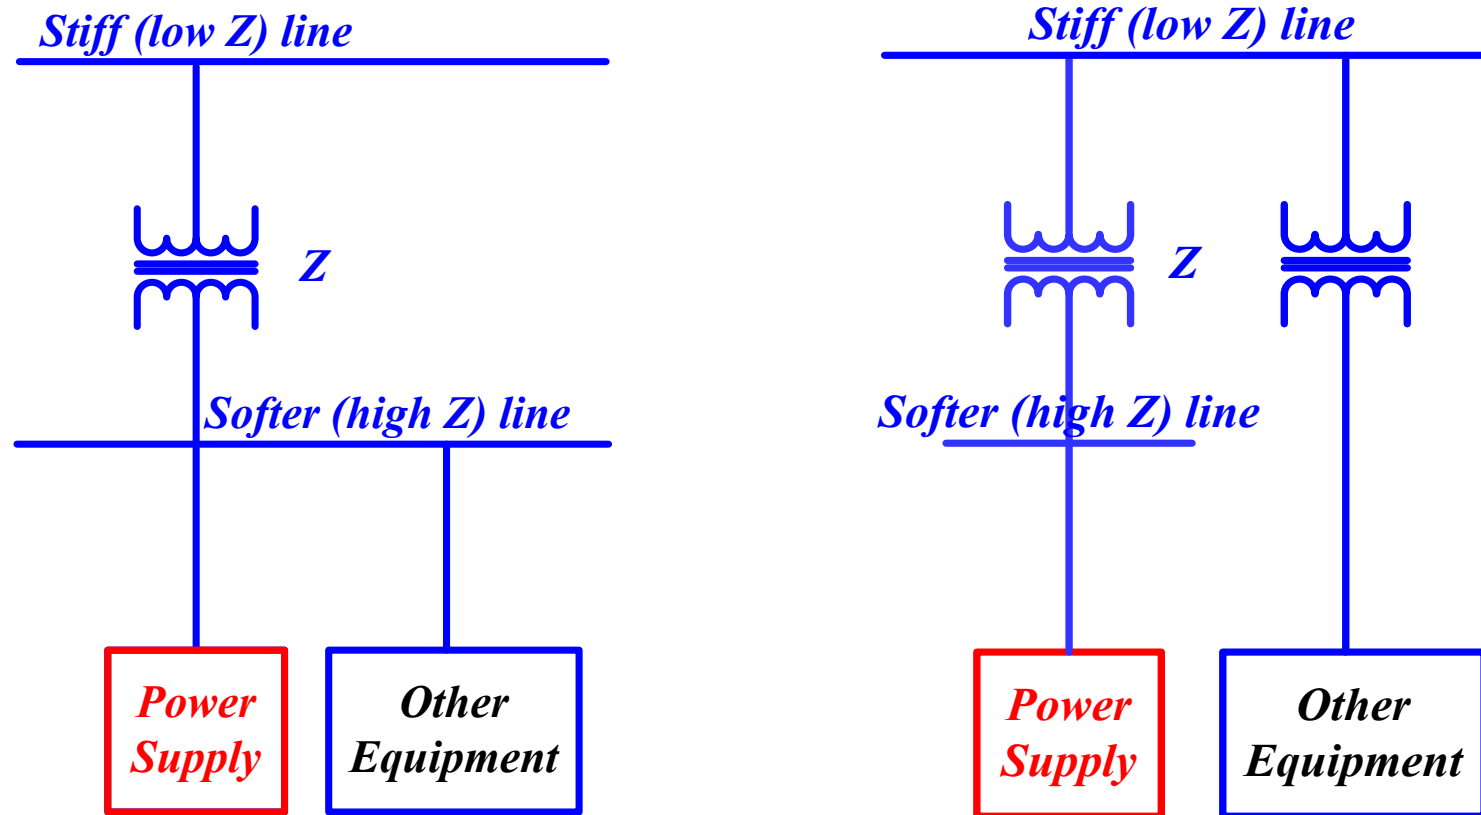 Stiff (low Z) line
Z
Softer (high Z) line
Power
Supply
Other
Equipment
Stiff (low Z) line
Z
Softer (high Z) line
Power
Supply
Other
Equipment